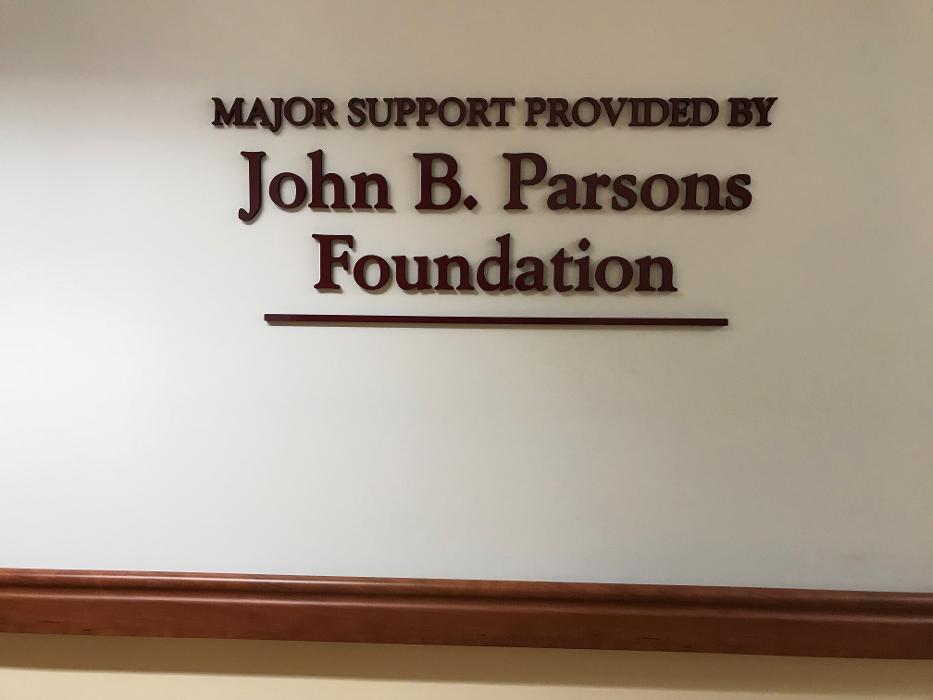 MAJOR SUPPORT PROVIDED BY
John B. Parsons
Foundation